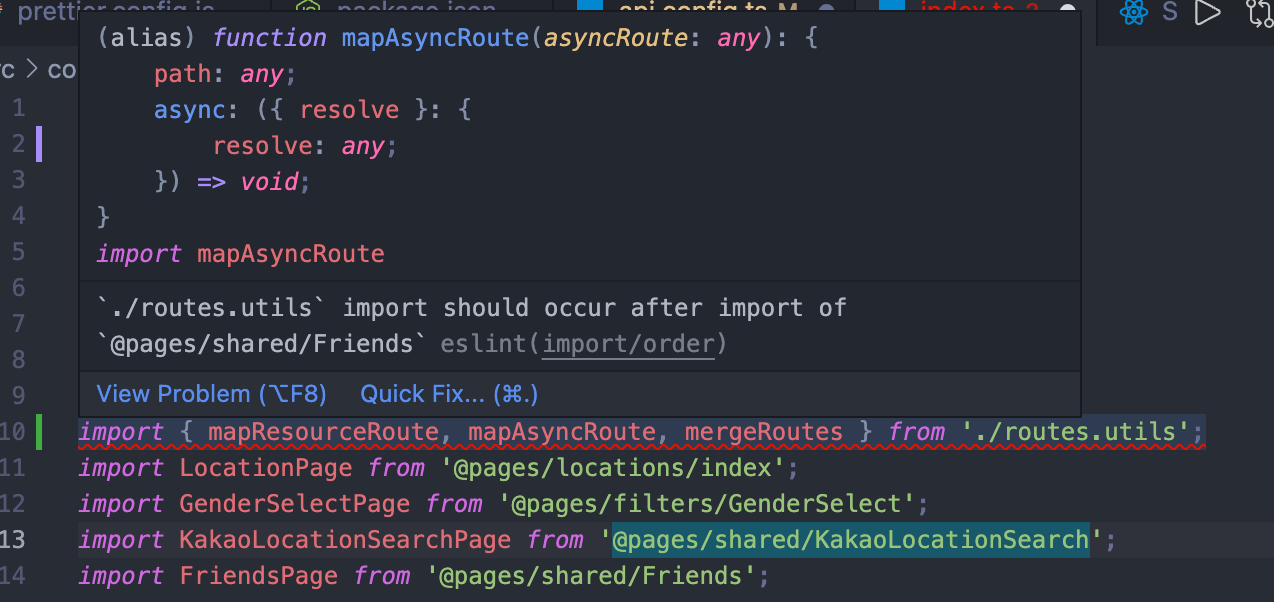 prettier.config.js package.json api.config.ts M index.ts 2 S
rc > co
(alias) function mapAsyncRoute(asyncRoute: any): {
path: any;
async: ({ resolve }: {
resolve: any;
}) => void;
}
import mapAsyncRoute
`./routes.utils` import should occur after import of
`@pages/shared/Friends` eslint(import/order)
View Problem (⌥F8) Quick Fix... (⌘.)
1
2
3
4
5
6
7
8
9
10 import { mapResourceRoute, mapAsyncRoute, mergeRoutes } from './routes.utils';
11 import LocationPage from '@pages/locations/index';
12 import GenderSelectPage from '@pages/filters/GenderSelect';
13 import KakaoLocationSearchPage from '@pages/shared/KakaoLocationSearch';
14 import FriendsPage from '@pages/shared/Friends';